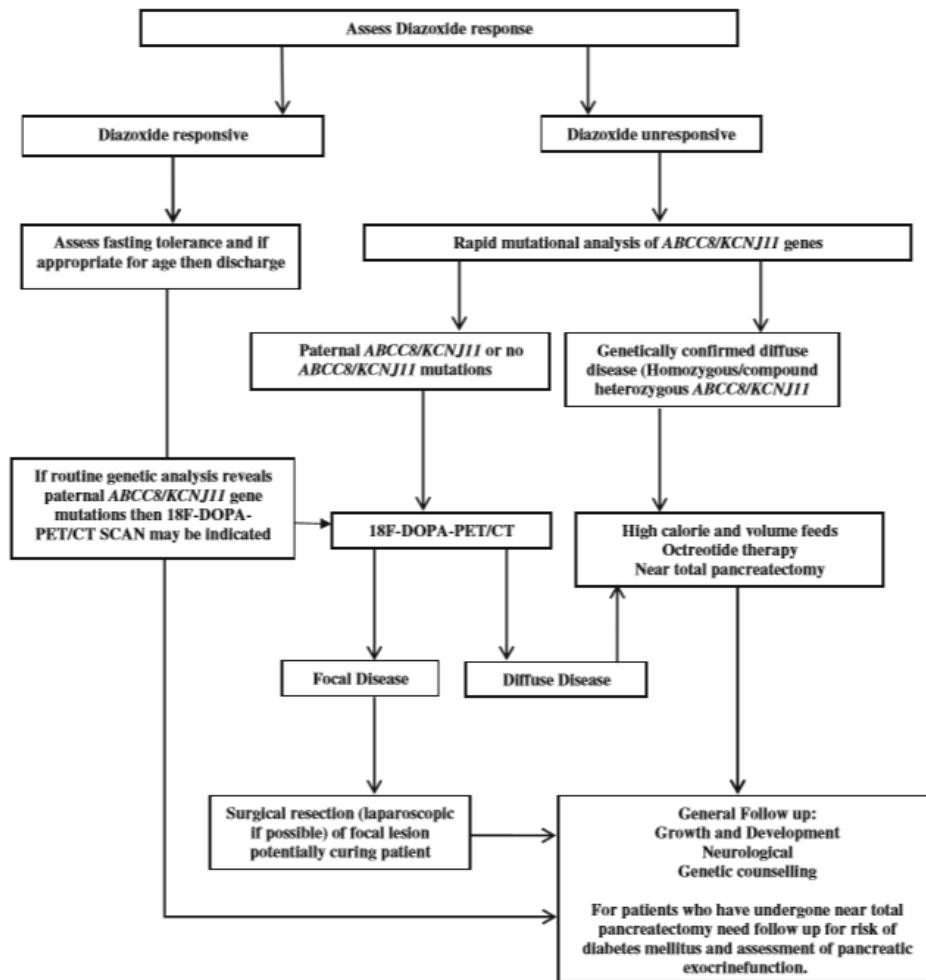 Assess Diazoxide response
Diazoxide responsive
Diazoxide unresponsive
Assess fasting tolerance and if
appropriate for age then discharge
Rapid mutational analysis of ABCC8/KCNJ11 genes
Paternal ABCC8/KCNJ11 or no
ABCC8/KCNJ11 mutations
Genetically confirmed diffuse
disease (Homozygous/compound
heterozygous ABCC8/KCNJ11
If routine genetic analysis reveals
paternal ABCC8/KCNJ11 gene
mutations then 18F-DOPA-
PET/CT SCAN may be indicated
18F-DOPA-PET/CT
High calorie and volume feeds
Octreotide therapy
Near total pancreatectomy
Focal Disease
Diffuse Disease
Surgical resection (laparoscopic
if possible) of focal lesion
potentially curing patient
General Follow up:
Growth and Development
Neurological
Genetic counselling
For patients who have undergone near total
pancreatectomy need follow up for risk of
diabetes mellitus and assessment of pancreatic
exocrinefunction.